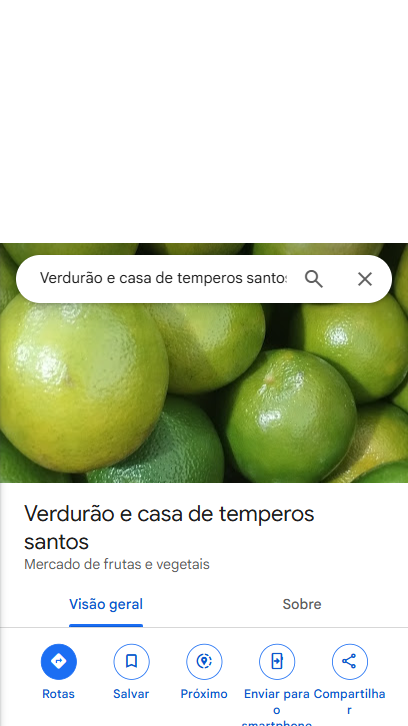 Verdurão e casa de temperos santos
Verdurão e casa de temperos
santos
Mercado de frutas e vegetais
Visão geral Sobre
Rotas Salvar Próximo Enviar para o smartphone Compartilhar